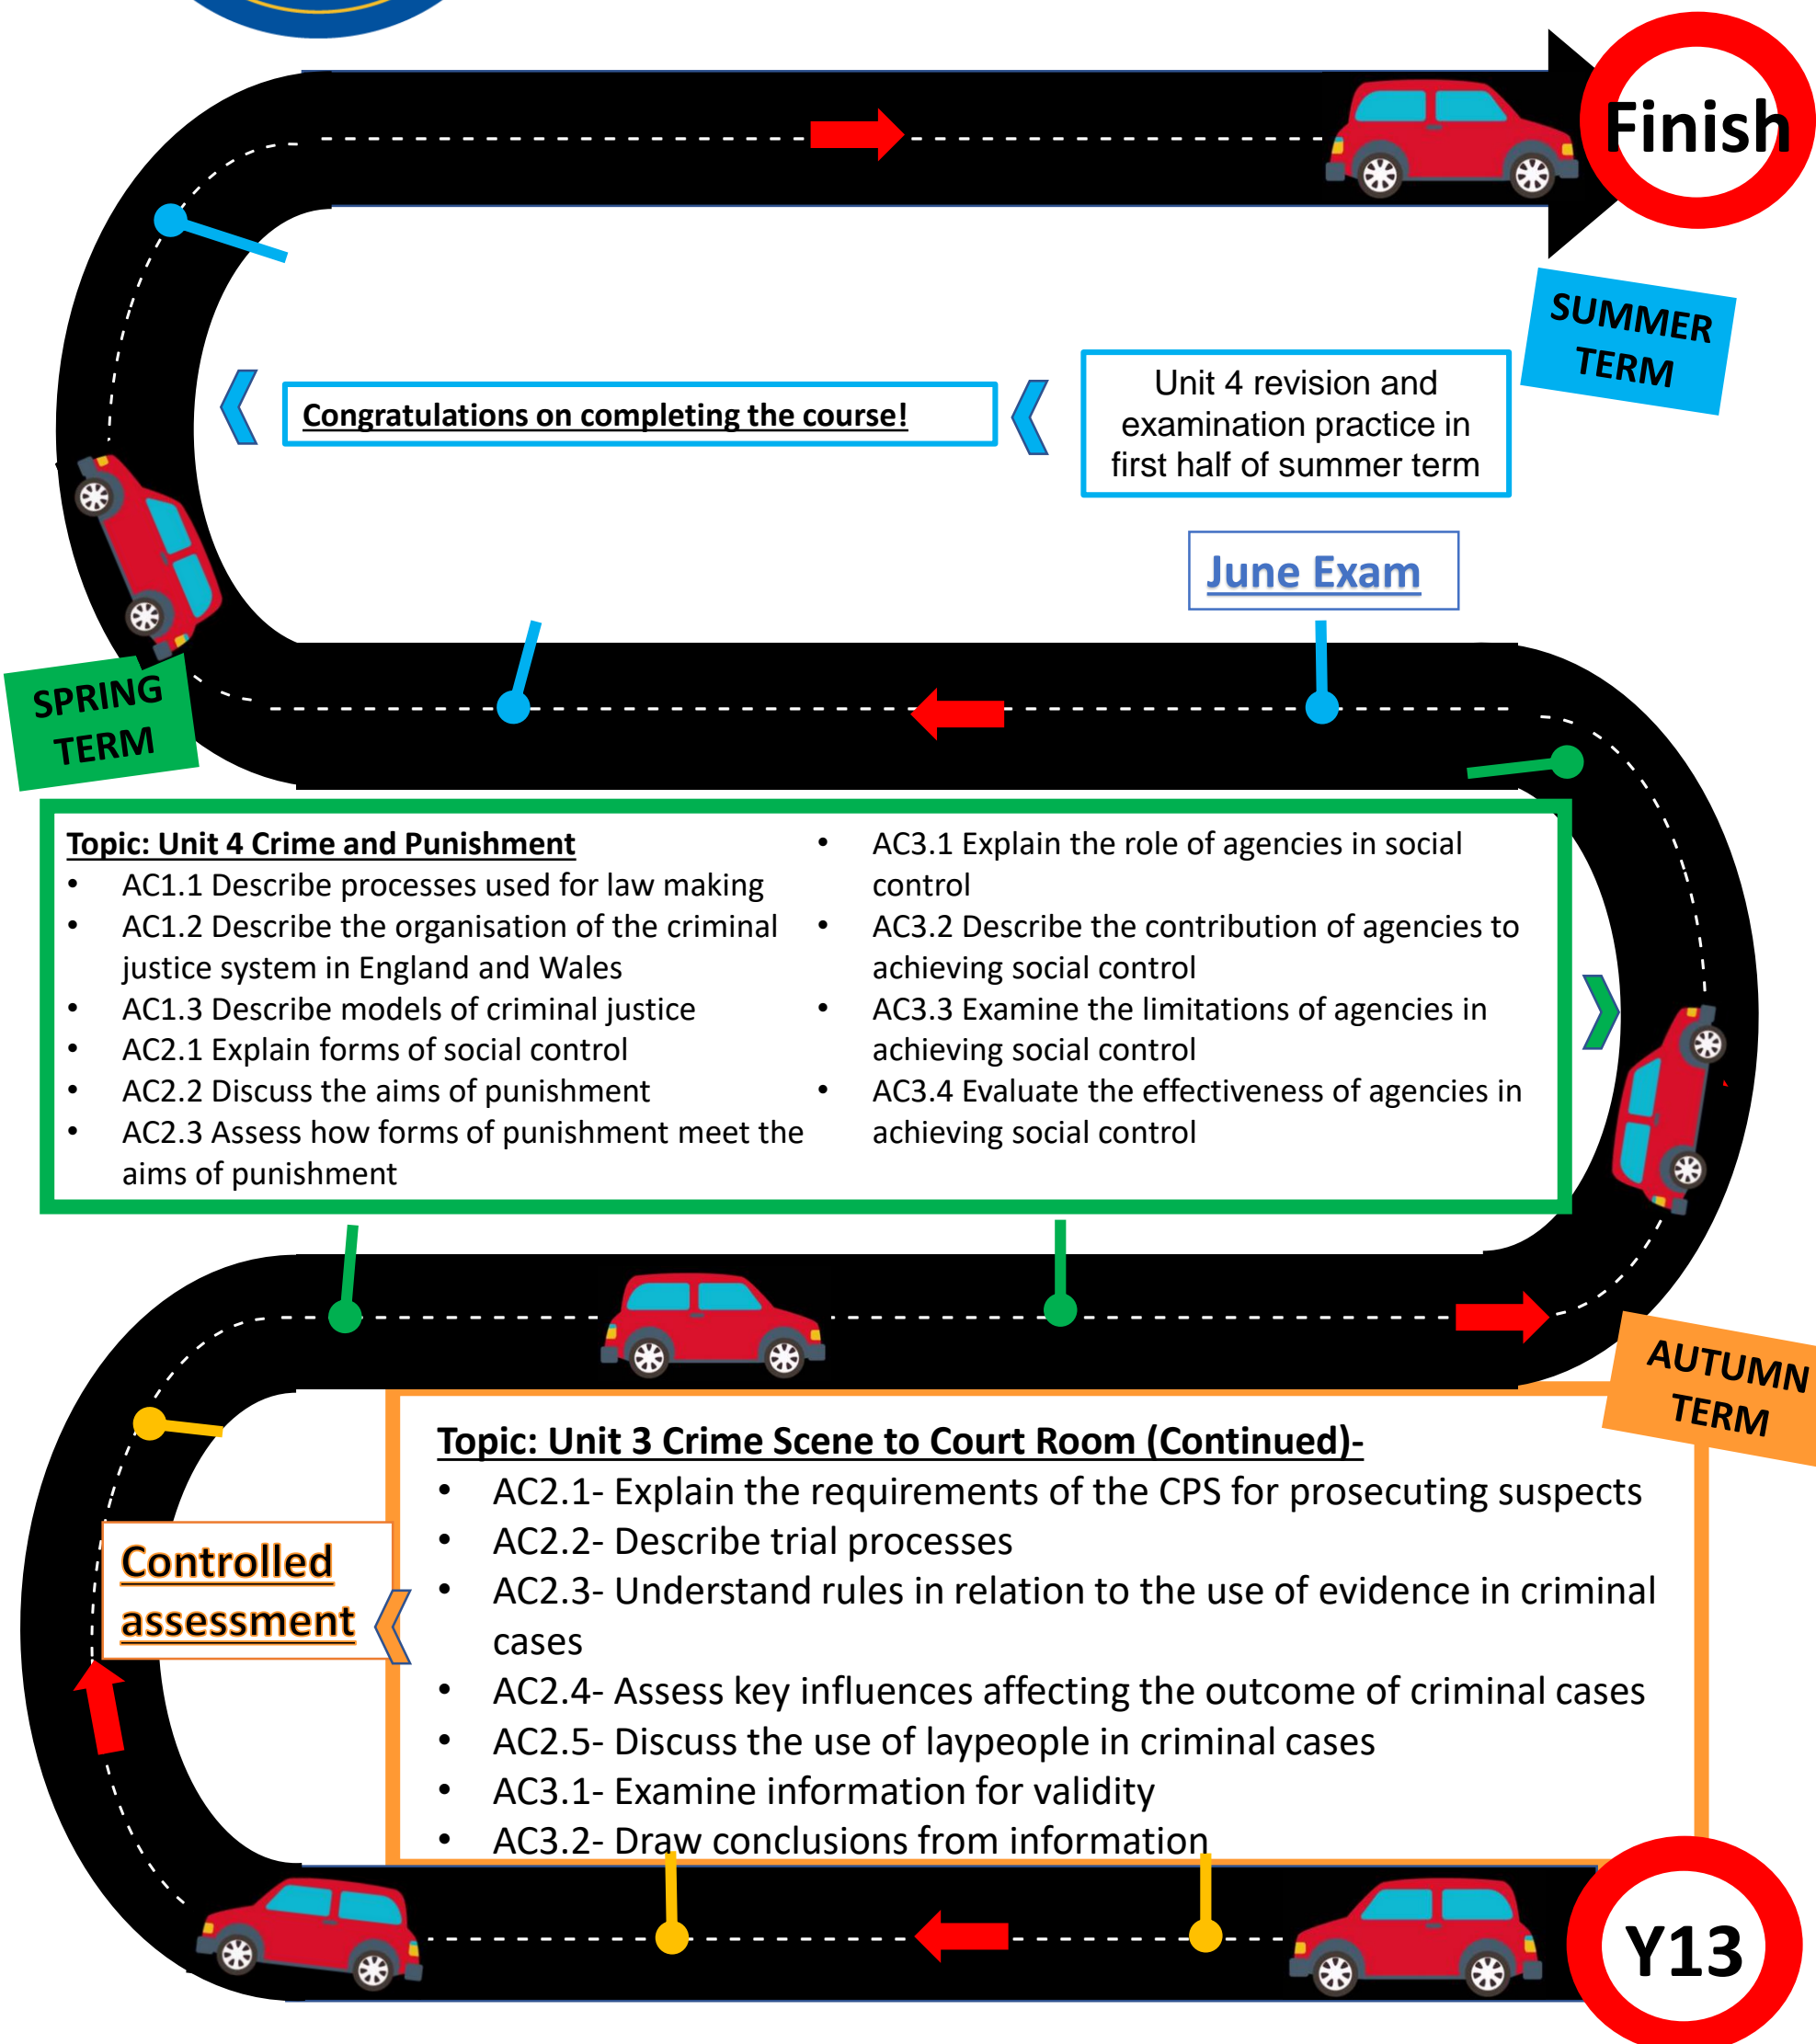 Finish
SUMMER
TERM
Unit 4 revision and
examination practice in
first half of summer term
Congratulations on completing the course!
June Exam
SPRING
TERM
Topic: Unit 4 Crime and Punishment
• AC1.1 Describe processes used for law making
• AC1.2 Describe the organisation of the criminal
justice system in England and Wales
• AC1.3 Describe models of criminal justice
• AC2.1 Explain forms of social control
• AC2.2 Discuss the aims of punishment
• AC2.3 Assess how forms of punishment meet the
aims of punishment
• AC3.1 Explain the role of agencies in social
control
• AC3.2 Describe the contribution of agencies to
achieving social control
• AC3.3 Examine the limitations of agencies in
achieving social control
• AC3.4 Evaluate the effectiveness of agencies in
achieving social control
AUTUMN
TERM
Topic: Unit 3 Crime Scene to Court Room (Continued)-
• AC2.1- Explain the requirements of the CPS for prosecuting suspects
• AC2.2- Describe trial processes
• AC2.3- Understand rules in relation to the use of evidence in criminal
cases
• AC2.4- Assess key influences affecting the outcome of criminal cases
• AC2.5- Discuss the use of laypeople in criminal cases
• AC3.1- Examine information for validity
• AC3.2- Draw conclusions from information
Controlled
assessment
Y13